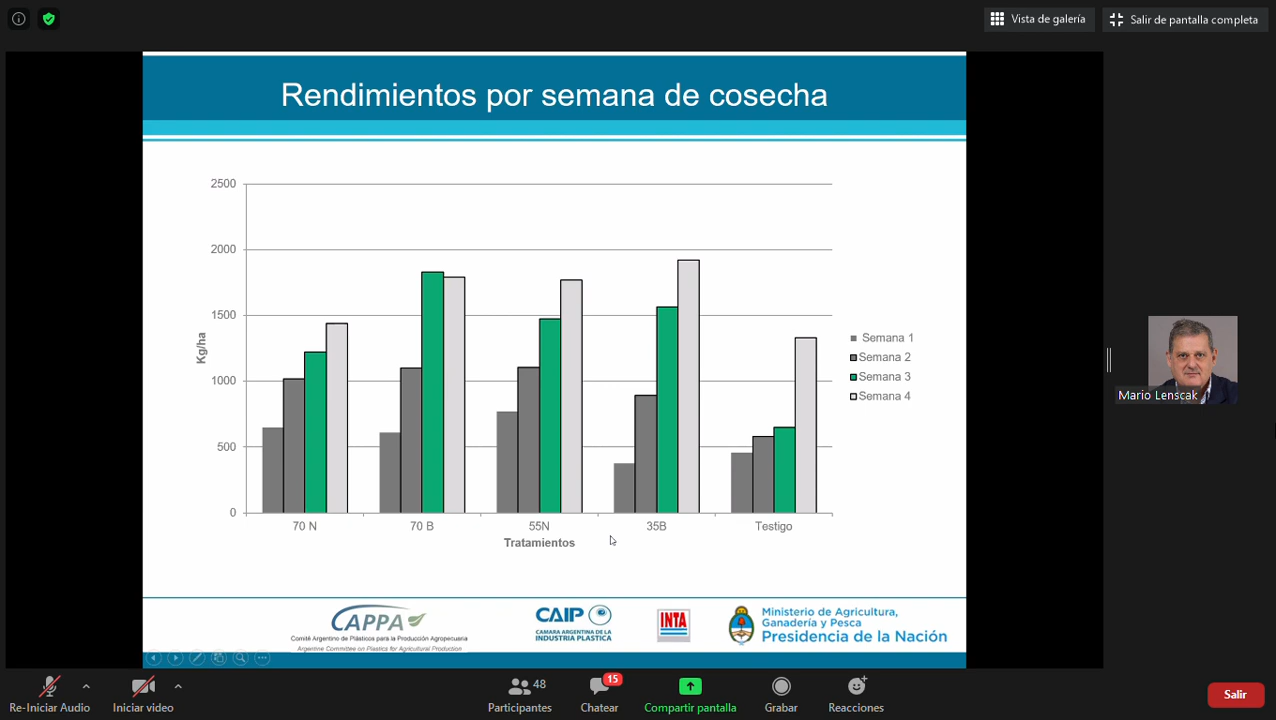 Vista de galería
Salir de pantalla completa
Rendimientos por semana de cosecha
2500
2000
1500
1000
500
0
Kg/ha
70 N
70 B
55N
35B
Testigo
Tratamientos
Semana 1
Semana 2
Semana 3
Semana 4
Mario Lenscak
CAPPA
Comité Argentino de Plásticos para la Producción Agropecuaria
Argentine Committee on Plastics for Agricultural Production
CAIP
CAMARA ARGENTINA DE LA
INDUSTRIA PLASTICA
INTA
Ministerio de Agricultura,
Ganadería y Pesca
Presidencia de la Nación
Re-Iniciar Audio
Iniciar video
48
Participantes
15
Chatear
Compartir pantalla
Grabar
Reacciones
Salir